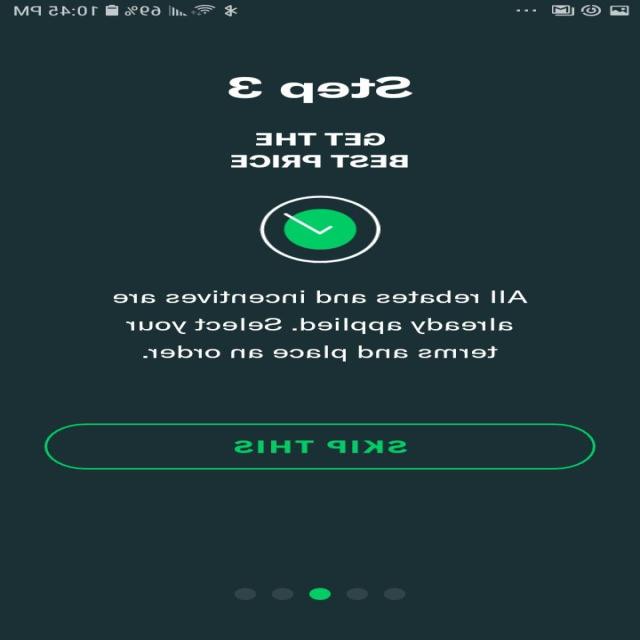 69% 10:45 PM
Step 3
GET THE
BEST PRICE
All rebates and incentives are
already applied. Select your
terms and place an order.
SKIP THIS